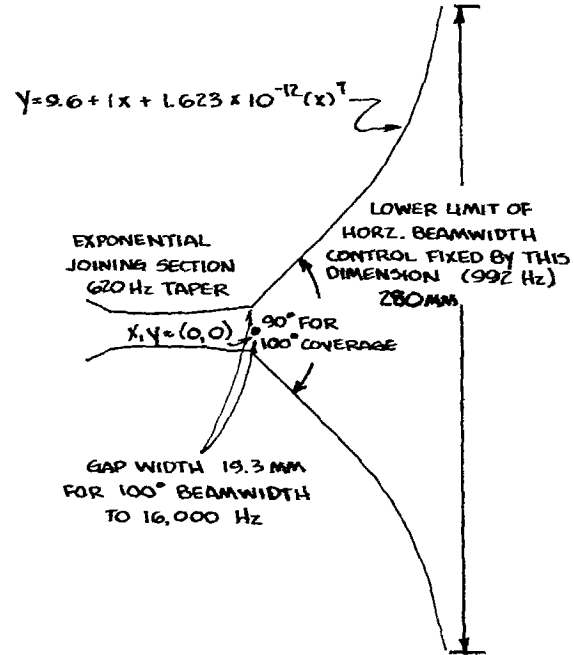 Y=9.6+1x+1.623×10⁻¹²(x)⁷
LOWER LIMIT OF
HORZ. BEAMWIDTH
CONTROL FIXED BY THIS
DIMENSION (992 HZ)
280MM
EXPONENTIAL
JOINING SECTION
620 HZ TAPER
X,Y=(0,0)
90° FOR
100° COVERAGE
GAP WIDTH 19.3 MM
FOR 100° BEAMWIDTH
TO 16,000 HZ